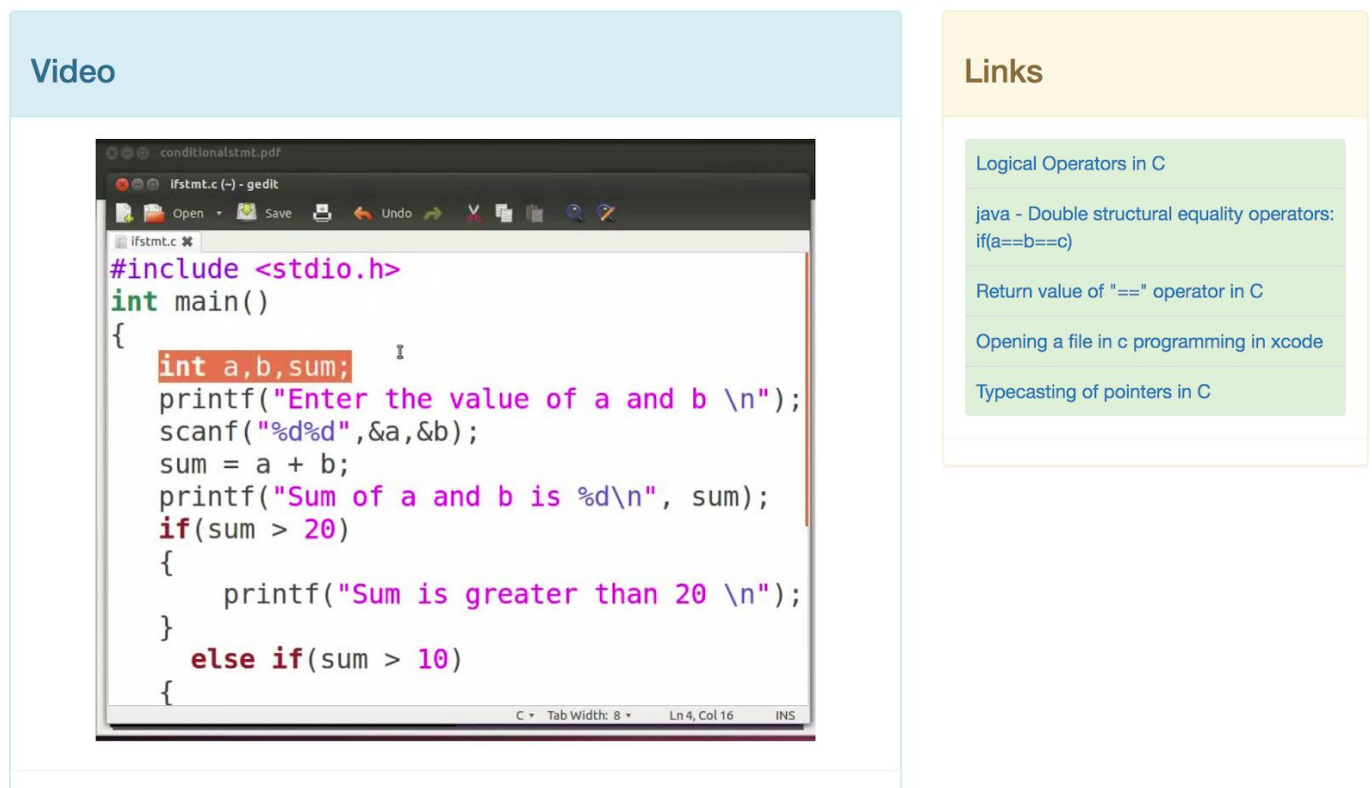 Video
conditionalstmt.pdf
ifstmt.c (~) - gedit
Open Save Undo
ifstmt.c
#include <stdio.h>
int main()
{
int a,b,sum;
printf("Enter the value of a and b \n");
scanf("%d%d",&a,&b);
sum = a + b;
printf("Sum of a and b is %d\n", sum);
if(sum > 20)
{
printf("Sum is greater than 20 \n");
}
else if(sum > 10)
{
C Tab Width: 8 Ln 4, Col 16 INS
Links
Logical Operators in C
java - Double structural equality operators:
if(a==b==c)
Return value of "==" operator in C
Opening a file in c programming in xcode
Typecasting of pointers in C